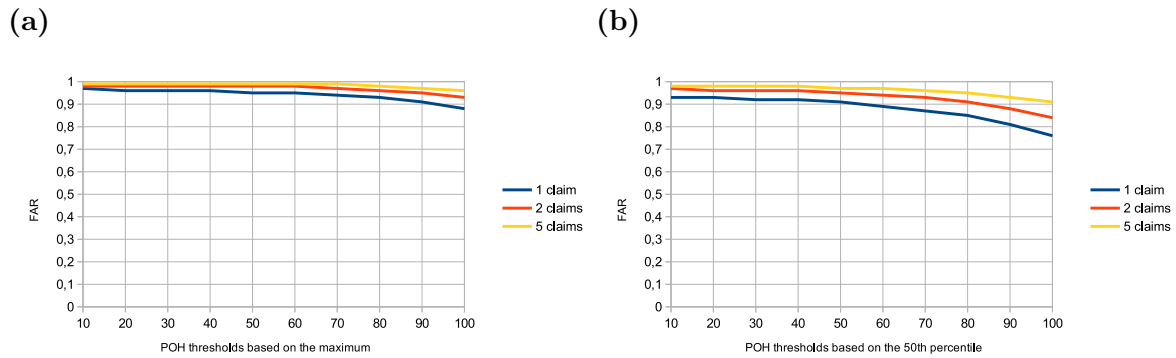 (a)
1
0,9
0,8
0,7
0,6
0,5
0,4
0,3
0,2
0,1
0
FAR
10 20 30 40 50 60 70 80 90 100
POH thresholds based on the maximum
1 claim
2 claims
5 claims
(b)
1
0,9
0,8
0,7
0,6
0,5
0,4
0,3
0,2
0,1
0
FAR
10 20 30 40 50 60 70 80 90 100
POH thresholds based on the 50th percentile
1 claim
2 claims
5 claims